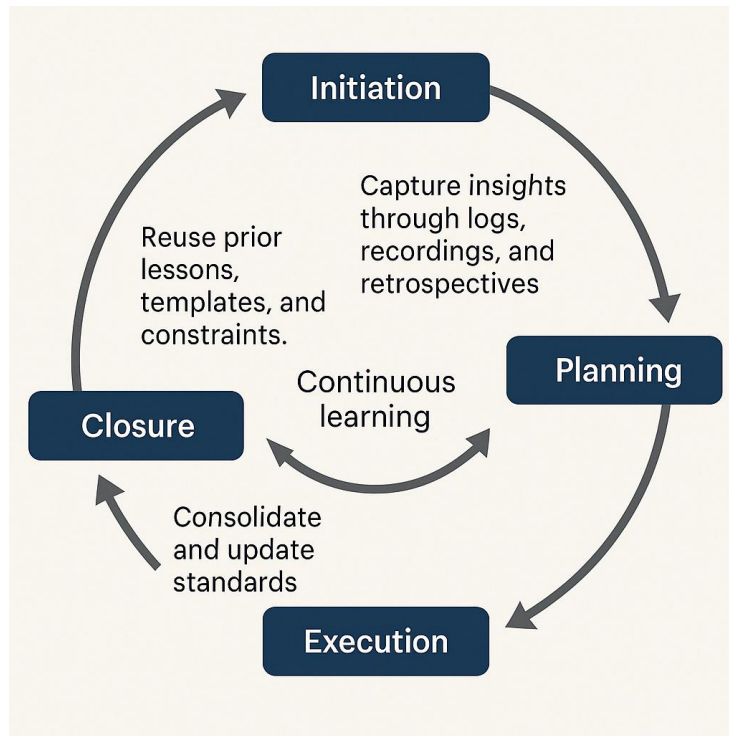 Initiation
Capture insights
through logs,
recordings, and
retrospectives
Reuse prior
lessons,
templates, and
constraints.
Planning
Continuous
learning
Closure
Consolidate
and update
standards
Execution